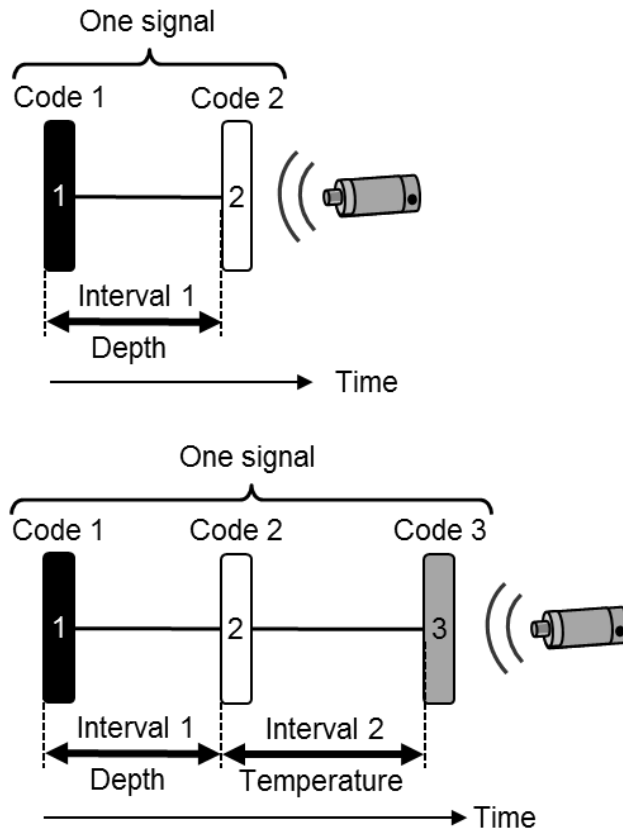 One signal
Code 1 Code 2
1 2
Interval 1
Depth
Time
One signal
Code 1 Code 2 Code 3
1 2 3
Interval 1 Interval 2
Depth Temperature
Time